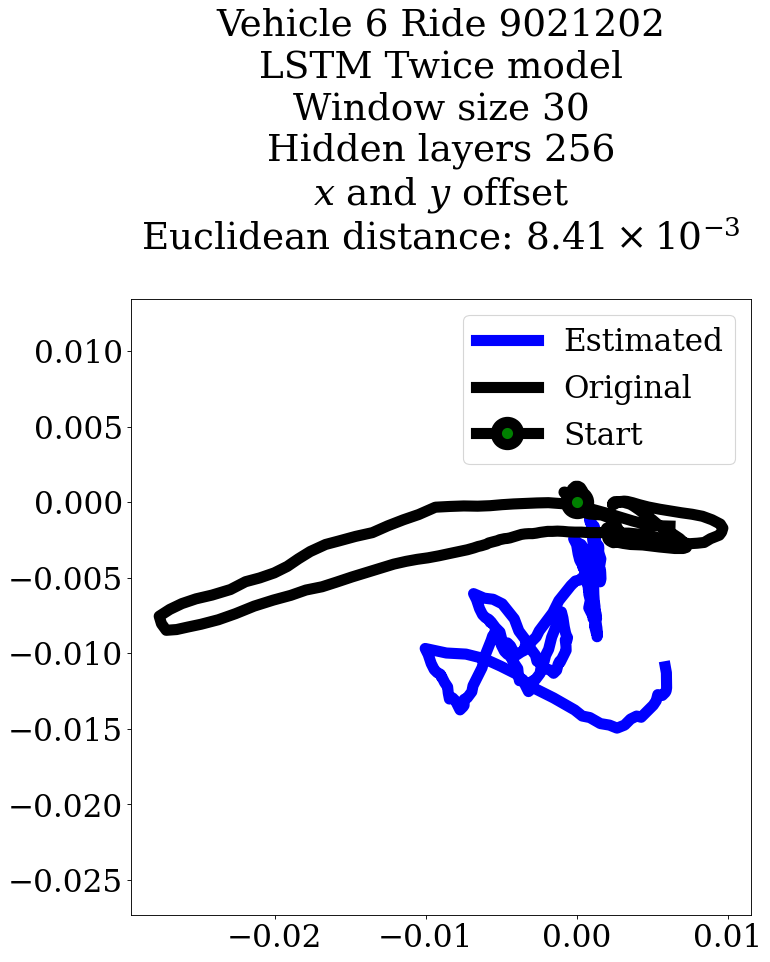 Vehicle 6 Ride 9021202
LSTM Twice model
Window size 30
Hidden layers 256
x and y offset
Euclidean distance: 8.41 × 10⁻³
Estimated
Original
Start
0.010
0.005
0.000
−0.005
−0.010
−0.015
−0.020
−0.025
−0.02 −0.01 0.00 0.01